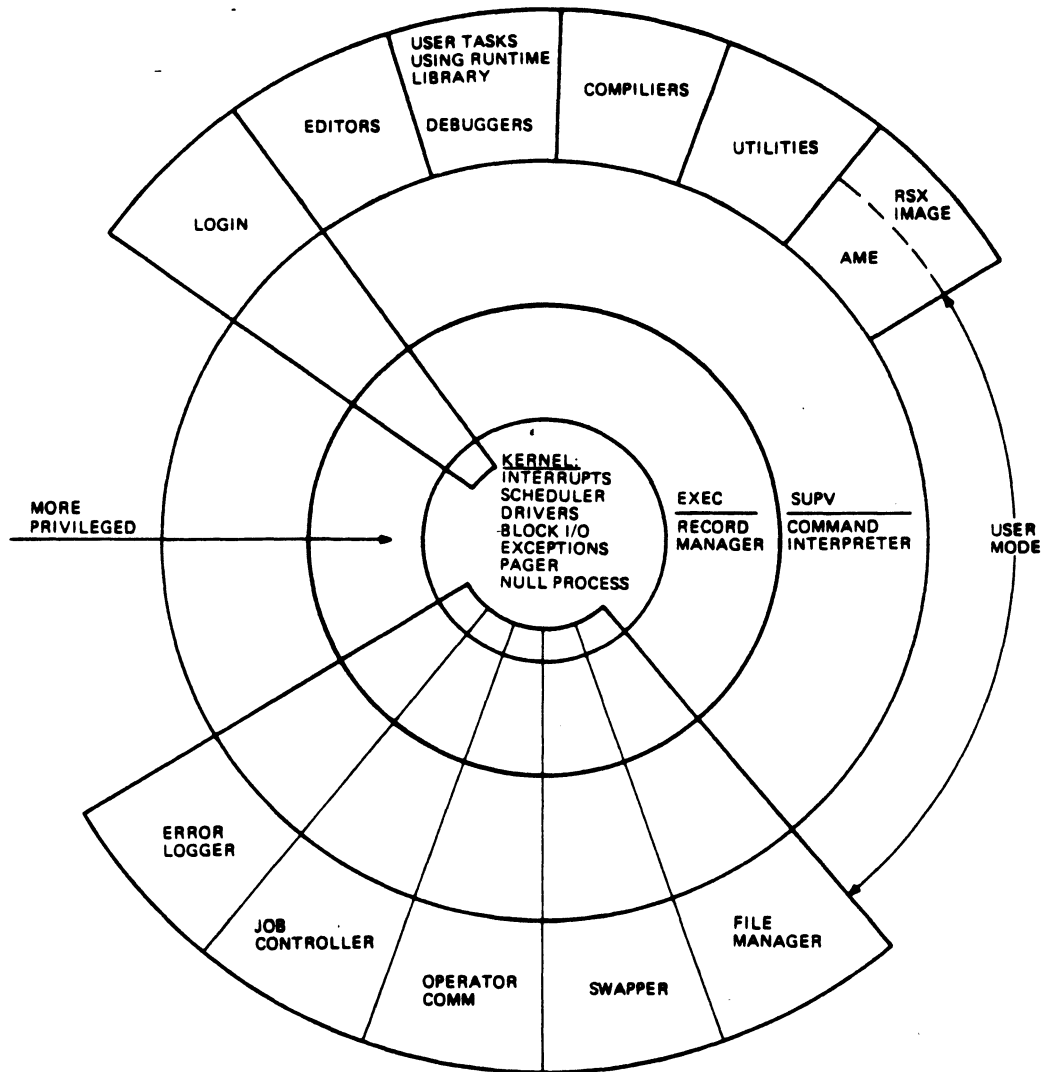 USER TASKS
USING RUNTIME
LIBRARY
DEBUGGERS
COMPILIERS
EDITORS
UTILITIES
RSX
IMAGE
LOGIN
AME
KERNEL:
INTERRUPTS
SCHEDULER
DRIVERS
BLOCK I/O
EXCEPTIONS
PAGER
NULL PROCESS
EXEC
RECORD
MANAGER
SUPV
COMMAND
INTERPRETER
MORE
PRIVILEGED
USER
MODE
ERROR
LOGGER
JOB
CONTROLLER
OPERATOR
COMM
SWAPPER
FILE
MANAGER